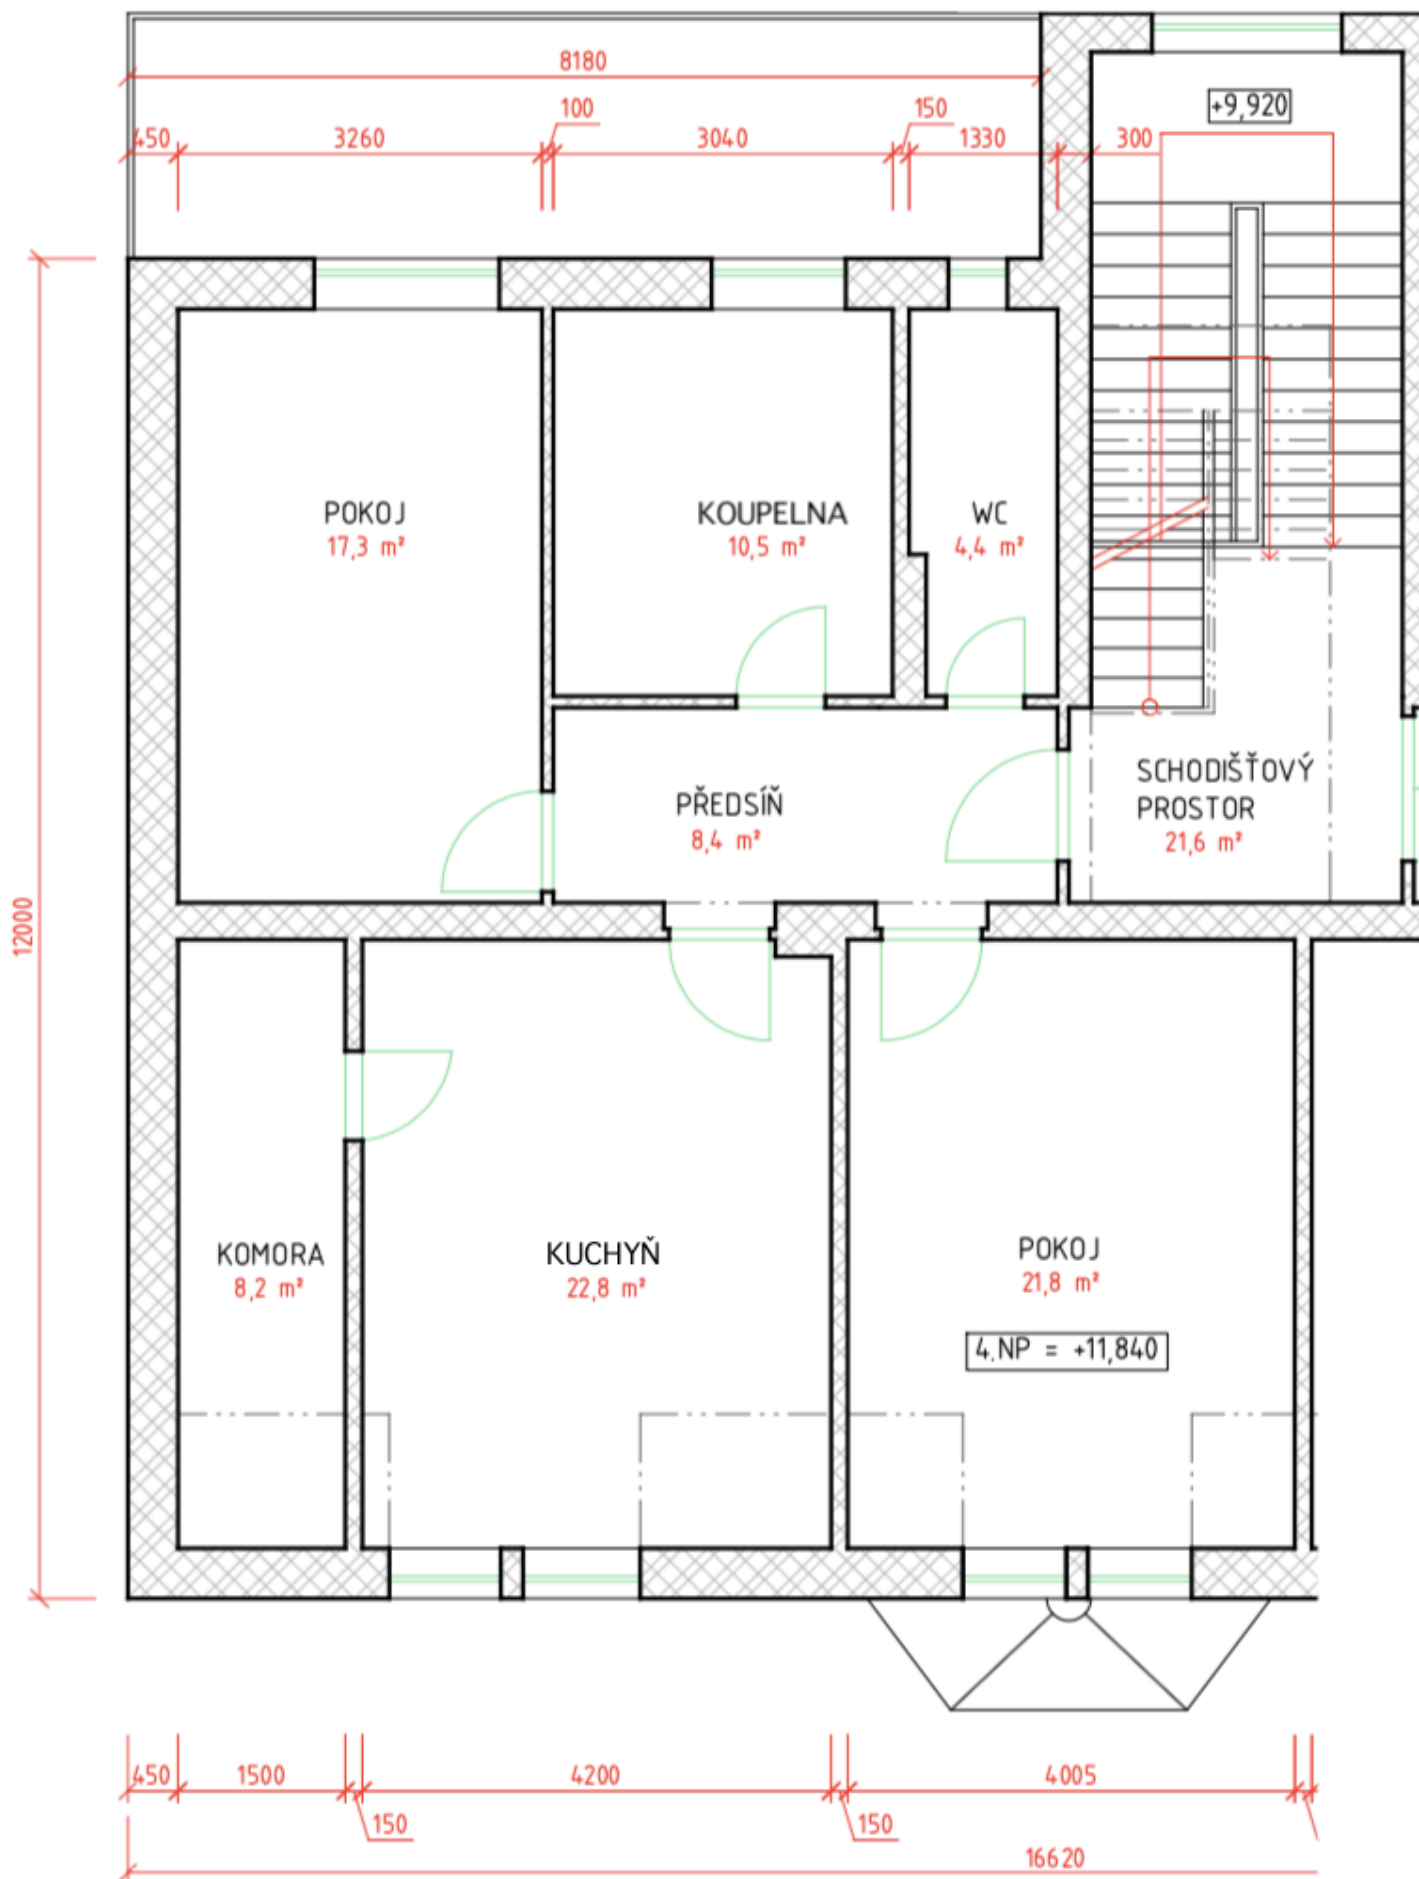 8180
100
150
+9,920
450
3260
3040
1330
300
POKOJ
17,3 m²
KOUPELNA
10,5 m²
WC
4,4 m²
PŘEDSÍŇ
8,4 m²
SCHODIŠŤOVÝ
PROSTOR
21,6 m²
12000
KOMORA
8,2 m²
KUCHYŇ
22,8 m²
POKOJ
21,8 m²
4.NP = +11,840
450
1500
4200
4005
150
150
16620